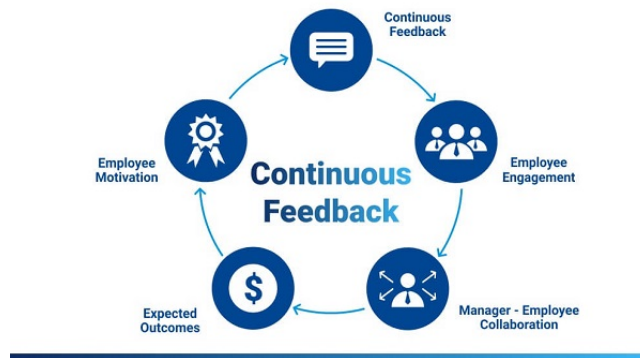 Continuous
Feedback
Employee
Engagement
Manager - Employee
Collaboration
Expected
Outcomes
$
Employee
Motivation
Continuous
Feedback